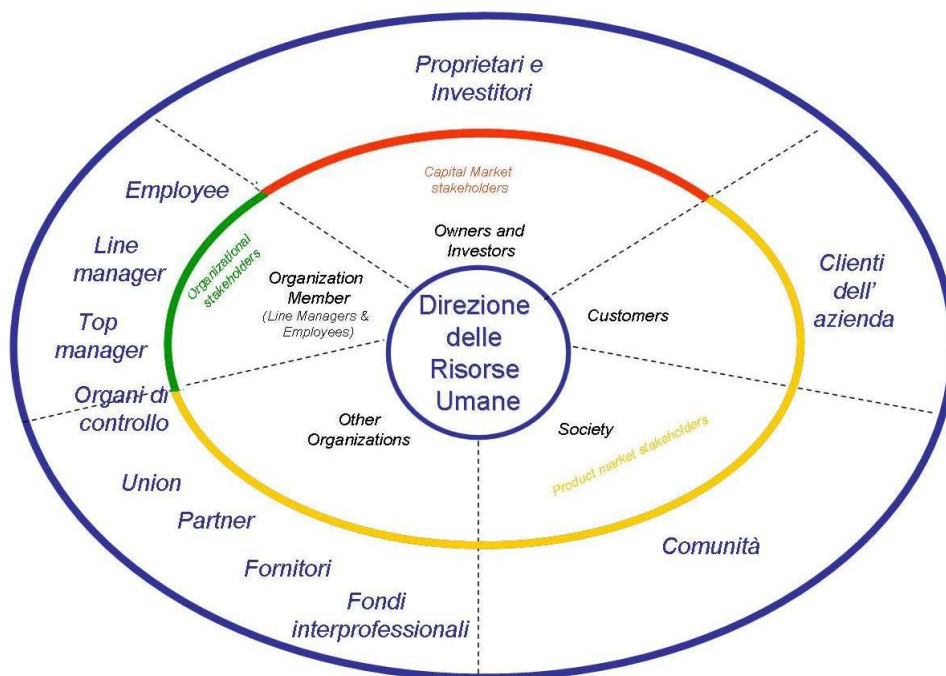 Proprietari e
Investitori
Capital Market
stakeholders
Owners and
Investors
Employee
Line
manager
Top
manager
Organizational
stakeholders
Organization
Member
(Line Managers &
Employees)
Direzione
delle
Risorse
Umane
Customers
Clienti
dell'
azienda
Organi di
controllo
Other
Organizations
Society
Product market stakeholders
Union
Partner
Fornitori
Fondi
interprofessionali
Comunità